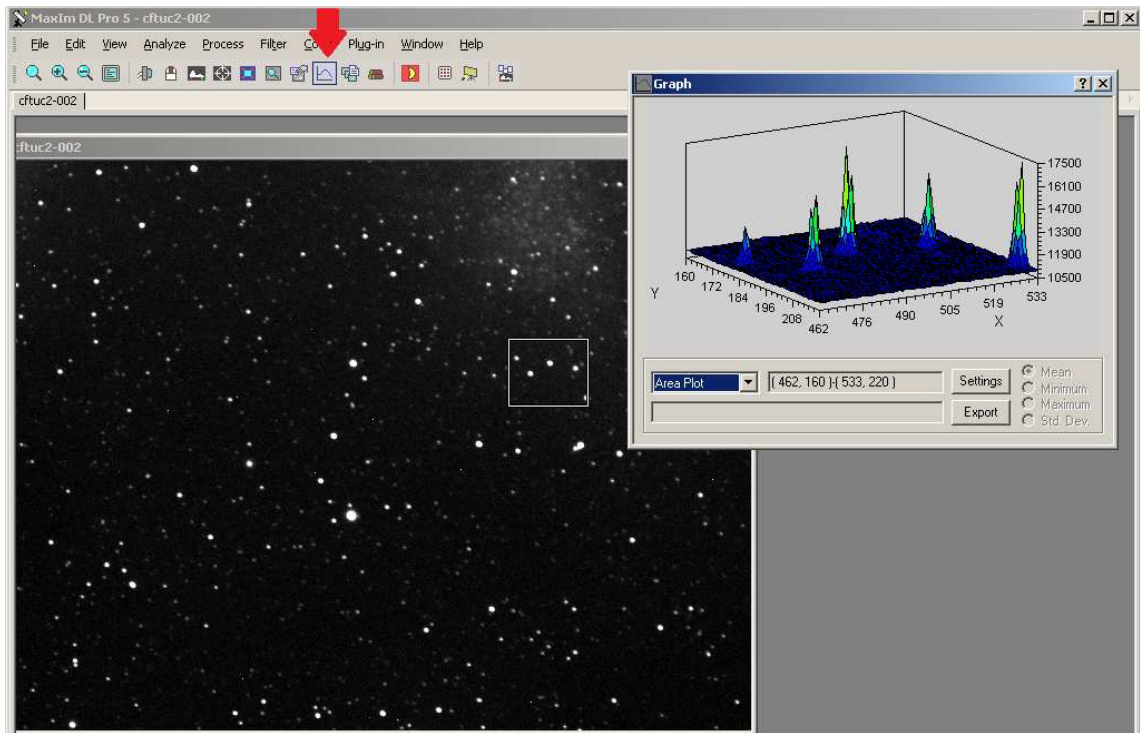 MaxIm DL Pro 5 - cftuc2-002
File Edit View Analyze Process Filter Plug-in Window Help
cftuc2-002
cftuc2-002
Graph
17500
16100
14700
13300
11900
10500
160
172
184
196
208
Y
462
476
490
505
519
533
X
Area Plot
( 462, 160 )-( 533, 220 )
Settings
Export
Mean
Minimum
Maximum
Std. Dev.